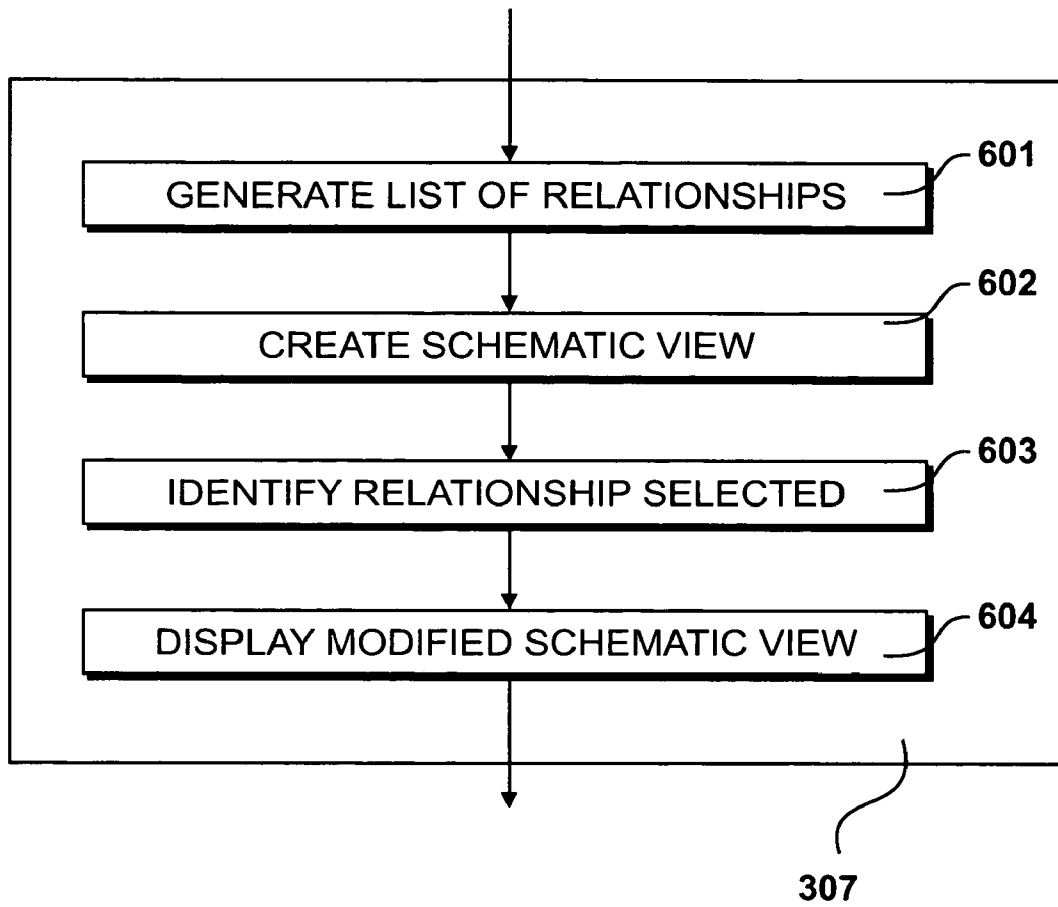 601
GENERATE LIST OF RELATIONSHIPS
602
CREATE SCHEMATIC VIEW
603
IDENTIFY RELATIONSHIP SELECTED
604
DISPLAY MODIFIED SCHEMATIC VIEW
307